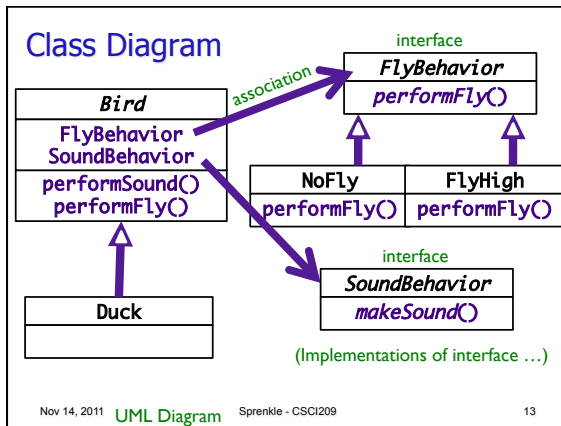 Class Diagram
interface
FlyBehavior
performFly()
association
Bird
FlyBehavior
SoundBehavior
performSound()
performFly()
NoFly
performFly()
FlyHigh
performFly()
interface
SoundBehavior
makeSound()
Duck
(Implementations of interface …)
Nov 14, 2011
UML Diagram
Sprenkle - CSCI209
13